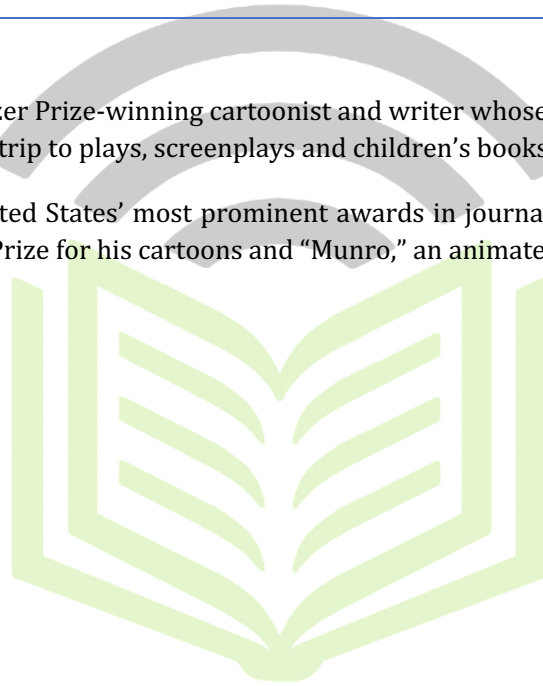 zer Prize-winning cartoonist and writer whose
trip to plays, screenplays and children’s books
ted States’ most prominent awards in journa
Prize for his cartoons and “Munro,” an animate